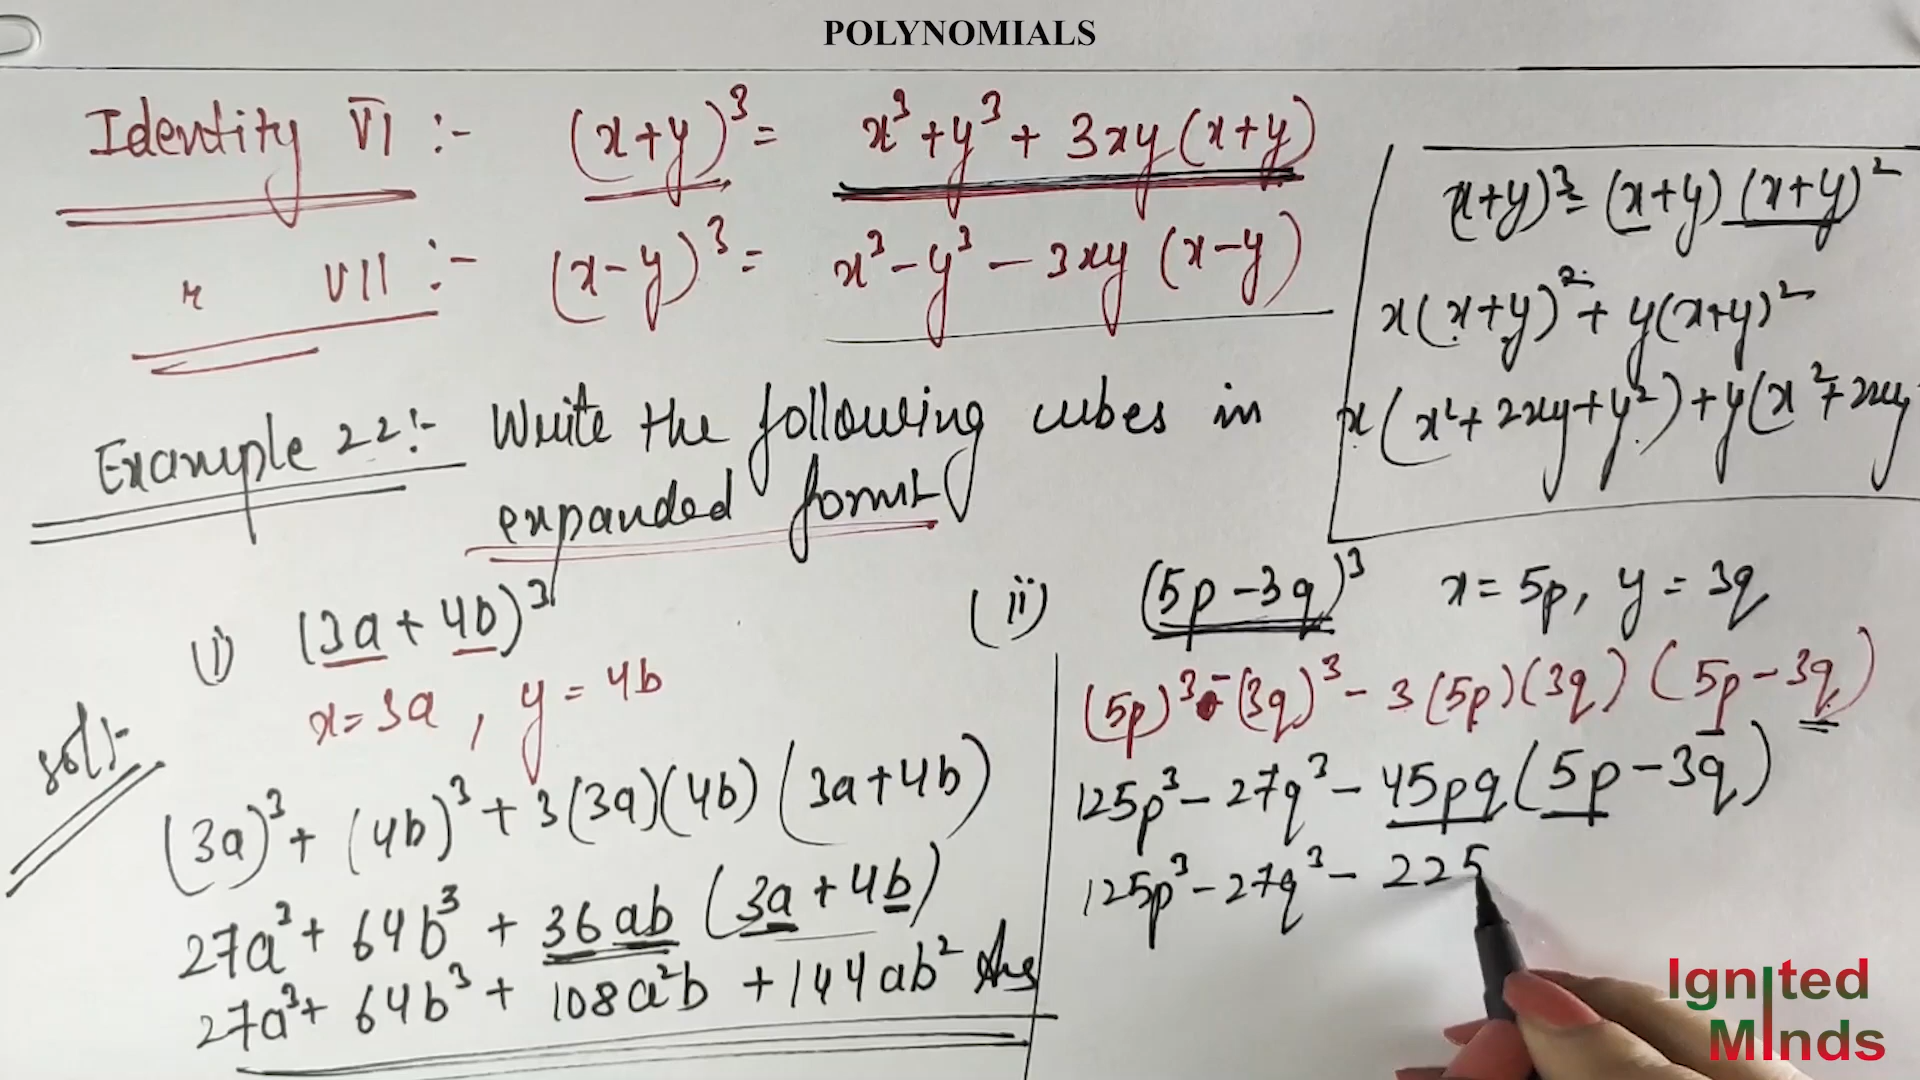 POLYNOMIALS
Identity VI :- (x+y)³ = x³+y³+3xy(x+y)
" VII :- (x-y)³ = x³-y³-3xy(x-y)
(x+y)³ = (x+y)(x+y)²
x(x+y)²+y(x+y)²
x(x²+2xy+y²)+y(x²+2xy
Example 22:- Write the following cubes in
expanded form
(i) (3a+4b)³
x=3a, y=4b
Sol:-
(3a)³+(4b)³+3(3a)(4b)(3a+4b)
27a³+64b³+36ab(3a+4b)
27a³+64b³+108a²b+144ab² Ans
(ii) (5p-3q)³ x=5p, y=3q
(5p)³-(3q)³-3(5p)(3q)(5p-3q)
125p³-27q³-45pq(5p-3q)
125p³-27q³-225
Ignited
Minds